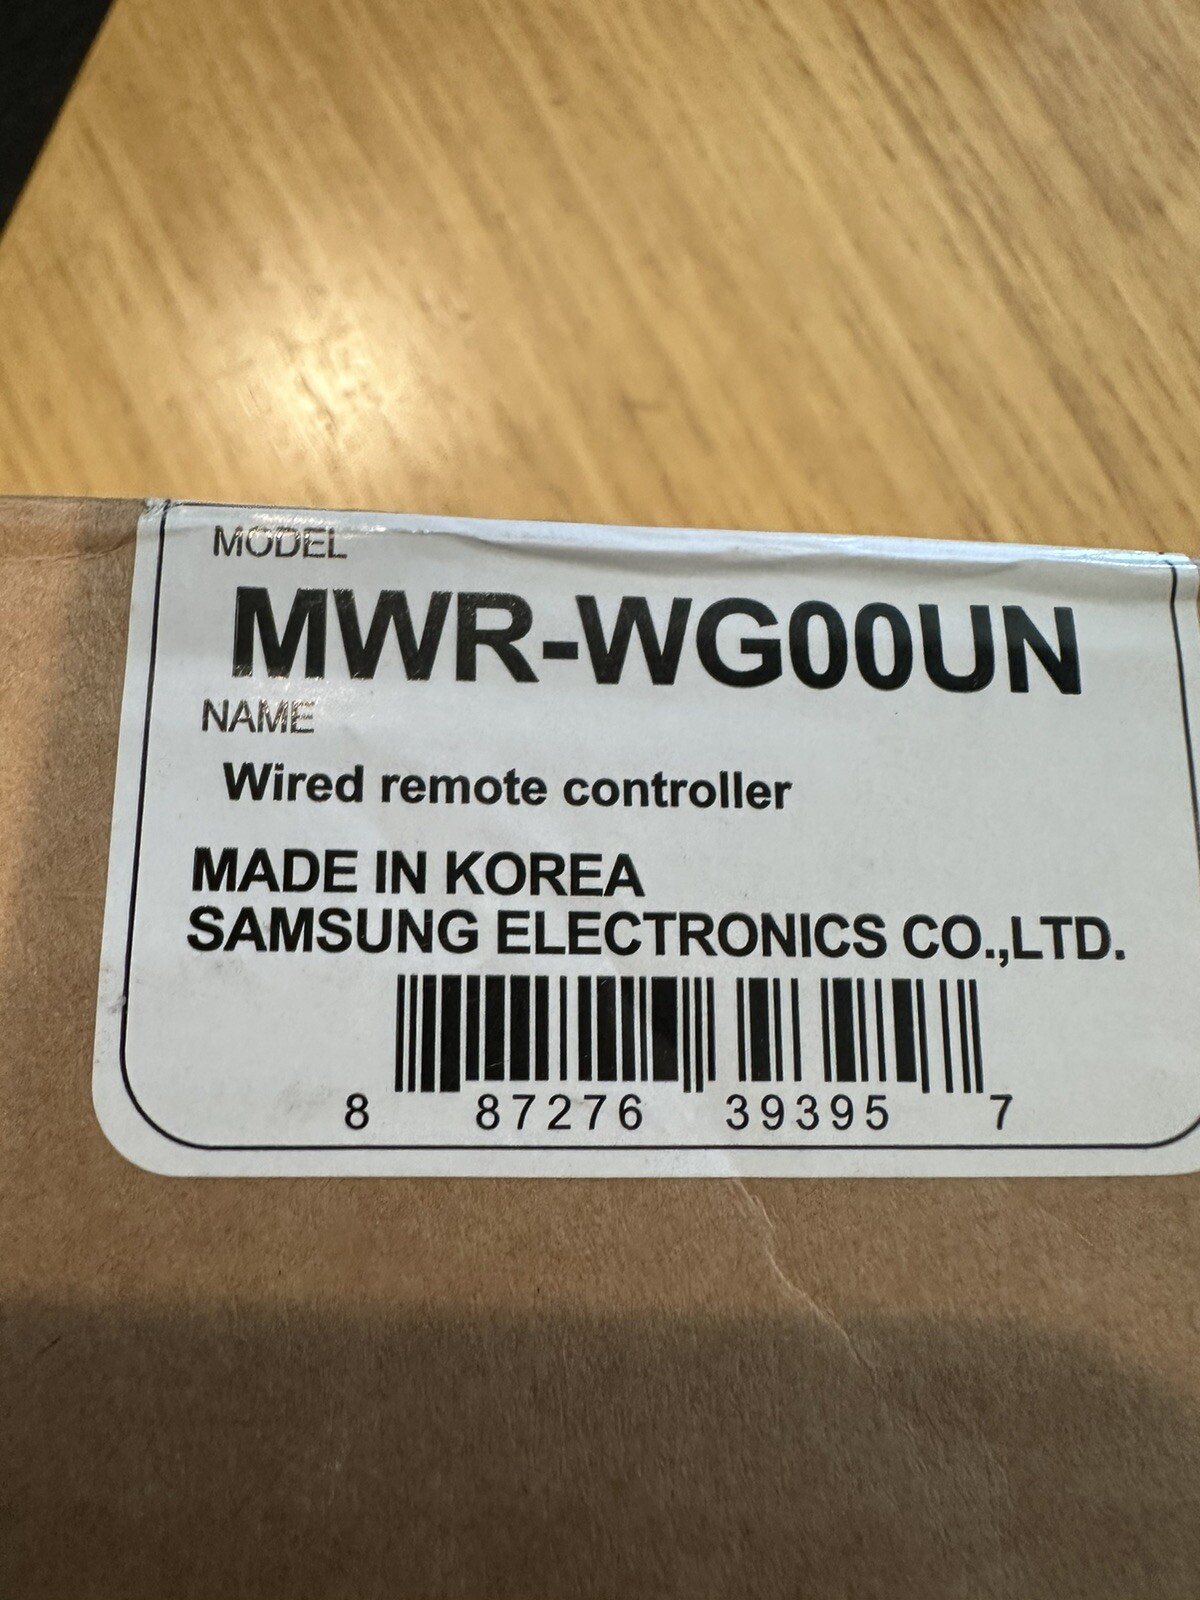 MODEL
MWR-WG00UN
NAME
Wired remote controller
MADE IN KOREA
SAMSUNG ELECTRONICS CO.,LTD.
8 87276 39395 7